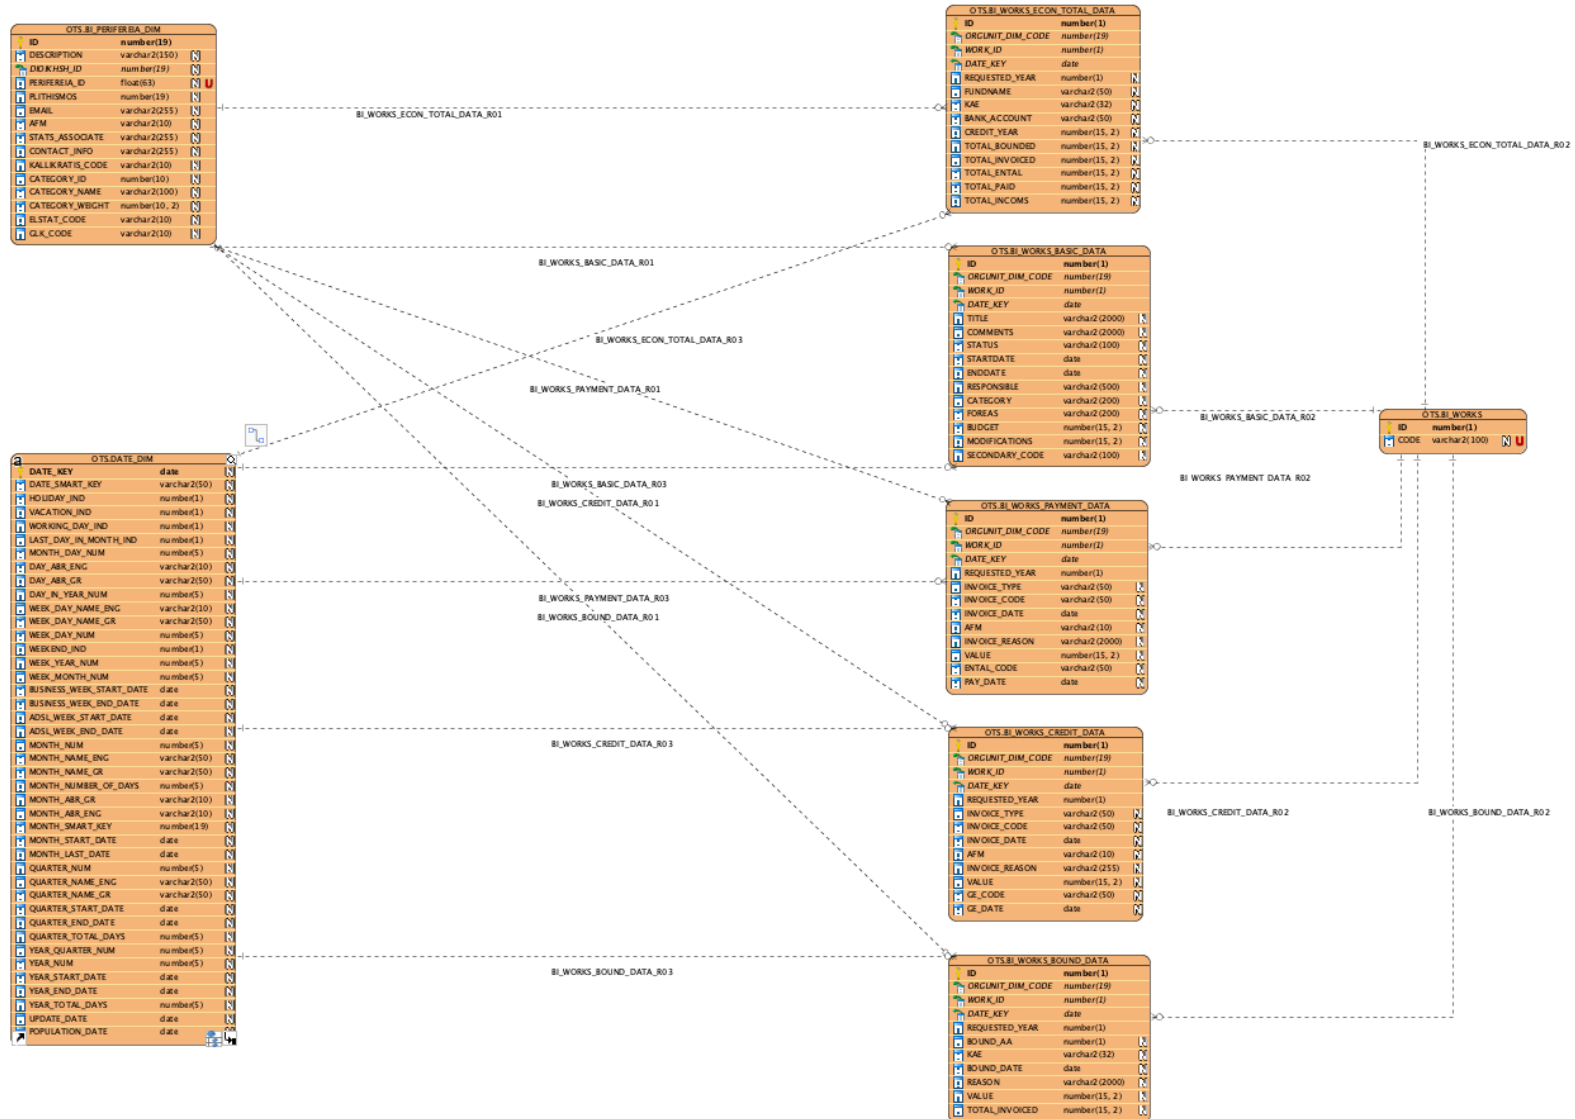 OTS.BI_PERIFEREIA_DIM
ID number(19)
DESCRIPTION varchar2(150) N
DIOIKHSH_ID number(19) N
PERIFEREIA_ID float(63) N U
PLITHISMOS number(19) N
EMAIL varchar2(255) N
AFM varchar2(10) N
STATS_ASSOCIATE varchar2(255) N
CONTACT_INFO varchar2(255) N
KALLIKRATIS_CODE varchar2(10) N
CATEGORY_ID number(10) N
CATEGORY_NAME varchar2(100) N
CATEGORY_WEIGHT number(10, 2) N
ELSTAT_CODE varchar2(10) N
GLK_CODE varchar2(10) N
OTS.BI_WORKS_ECON_TOTAL_DATA
ID number(1)
ORGUNIT_DIM_CODE number(19)
WORK_ID number(1)
DATE_KEY date
REQUESTED_YEAR number(1) N
FUNDNAME varchar2(50) N
KAE varchar2(32) N
BANK_ACCOUNT varchar2(50) N
CREDIT_YEAR number(15, 2) N
TOTAL_BOUNDED number(15, 2) N
TOTAL_INVOICED number(15, 2) N
TOTAL_ENTAL number(15, 2) N
TOTAL_PAID number(15, 2) N
TOTAL_INCOMS number(15, 2) N
BI_WORKS_ECON_TOTAL_DATA_R01
BI_WORKS_ECON_TOTAL_DATA_R02
BI_WORKS_BASIC_DATA_R01
BI_WORKS_ECON_TOTAL_DATA_R03
BI_WORKS_PAYMENT_DATA_R01
OTS.BI_WORKS_BASIC_DATA
ID number(1)
ORGUNIT_DIM_CODE number(19)
WORK_ID number(1)
DATE_KEY date
TITLE varchar2(2000) N
COMMENTS varchar2(2000) N
STATUS varchar2(100) N
STARTDATE date N
ENDDATE date N
RESPONSIBLE varchar2(500) N
CATEGORY varchar2(200) N
FOREAS varchar2(200) N
BUDGET number(15, 2) N
MODIFICATIONS number(15, 2) N
SECONDARY_CODE varchar2(100) N
BI_WORKS_BASIC_DATA_R02
OTS.BI_WORKS
ID number(1)
CODE varchar2(100) N U
a
OTS.DATE_DIM
DATE_KEY date N
DATE_SMART_KEY varchar2(50) N
HOLIDAY_IND number(1) N
VACATION_IND number(1) N
WORKING_DAY_IND number(1) N
LAST_DAY_IN_MONTH_IND number(1) N
MONTH_DAY_NUM number(5) N
DAY_ABR_ENG varchar2(10) N
DAY_ABR_GR varchar2(50) N
DAY_IN_YEAR_NUM number(5) N
WEEK_DAY_NAME_ENG varchar2(10) N
WEEK_DAY_NAME_GR varchar2(50) N
WEEK_DAY_NUM number(5) N
WEEKEND_IND number(1) N
WEEK_YEAR_NUM number(5) N
WEEK_MONTH_NUM number(5) N
BUSINESS_WEEK_START_DATE date N
BUSINESS_WEEK_END_DATE date N
ADSL_WEEK_START_DATE date N
ADSL_WEEK_END_DATE date N
MONTH_NUM number(5) N
MONTH_NAME_ENG varchar2(50) N
MONTH_NAME_GR varchar2(50) N
MONTH_NUMBER_OF_DAYS number(5) N
MONTH_ABR_GR varchar2(10) N
MONTH_ABR_ENG varchar2(10) N
MONTH_SMART_KEY number(19) N
MONTH_START_DATE date N
MONTH_LAST_DATE date N
QUARTER_NUM number(5) N
QUARTER_NAME_ENG varchar2(50) N
QUARTER_NAME_GR varchar2(50) N
QUARTER_START_DATE date N
QUARTER_END_DATE date N
QUARTER_TOTAL_DAYS number(5) N
YEAR_QUARTER_NUM number(5) N
YEAR_NUM number(5) N
YEAR_START_DATE date N
YEAR_END_DATE date N
YEAR_TOTAL_DAYS number(5) N
UPDATE_DATE date N
POPULATION_DATE date N
BI_WORKS_BASIC_DATA_R03
BI_WORKS_CREDIT_DATA_R01
BI_WORKS_PAYMENT_DATA_R02
OTS.BI_WORKS_PAYMENT_DATA
ID number(1)
ORGUNIT_DIM_CODE number(19)
WORK_ID number(1)
DATE_KEY date
REQUESTED_YEAR number(1)
INVOICE_TYPE varchar2(50) N
INVOICE_CODE varchar2(50) N
INVOICE_DATE date N
AFM varchar2(10) N
INVOICE_REASON varchar2(2000) N
VALUE number(15, 2) N
ENTAL_CODE varchar2(50) N
PAY_DATE date N
BI_WORKS_PAYMENT_DATA_R03
BI_WORKS_BOUND_DATA_R01
BI_WORKS_CREDIT_DATA_R03
OTS.BI_WORKS_CREDIT_DATA
ID number(1)
ORGUNIT_DIM_CODE number(19)
WORK_ID number(1)
DATE_KEY date
REQUESTED_YEAR number(1)
INVOICE_TYPE varchar2(50) N
INVOICE_CODE varchar2(50) N
INVOICE_DATE date N
AFM varchar2(10) N
INVOICE_REASON varchar2(255) N
VALUE number(15, 2) N
GE_CODE varchar2(50) N
GE_DATE date N
BI_WORKS_CREDIT_DATA_R02
BI_WORKS_BOUND_DATA_R02
BI_WORKS_BOUND_DATA_R03
OTS.BI_WORKS_BOUND_DATA
ID number(1)
ORGUNIT_DIM_CODE number(19)
WORK_ID number(1)
DATE_KEY date
REQUESTED_YEAR number(1)
BOUND_AA number(1) N
KAE varchar2(32) N
BOUND_DATE date N
REASON varchar2(2000) N
VALUE number(15, 2) N
TOTAL_INVOICED number(15, 2) N